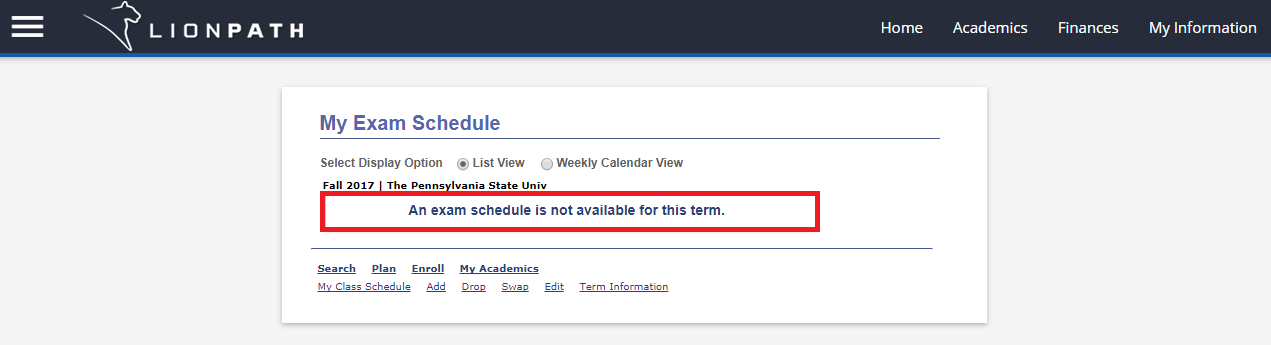 LIONPATH Home Academics Finances My Information
My Exam Schedule
Select Display Option List View Weekly Calendar View
Fall 2017 | The Pennsylvania State Univ
An exam schedule is not available for this term.
Search Plan Enroll My Academics
My Class Schedule Add Drop Swap Edit Term Information